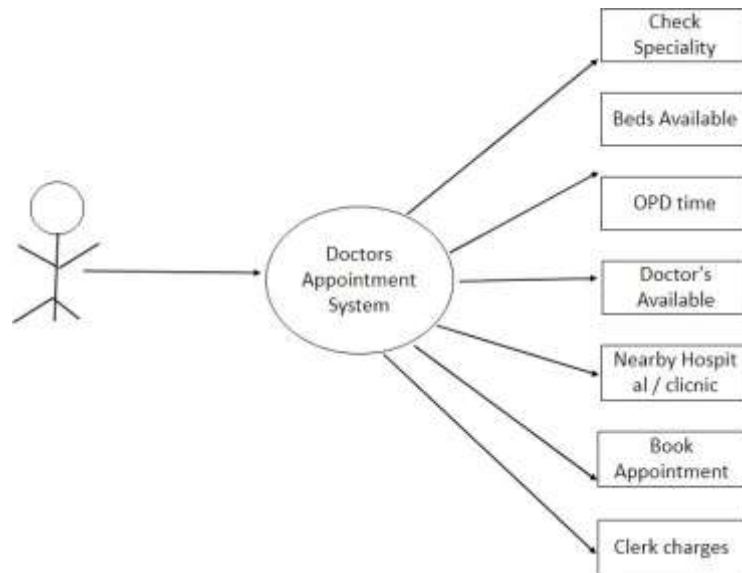 Check
Speciality
Beds Available
OPD time
Doctors
Appointment
System
Doctor's
Available
Nearby Hospit
al / clicnic
Book
Appointment
Clerk charges